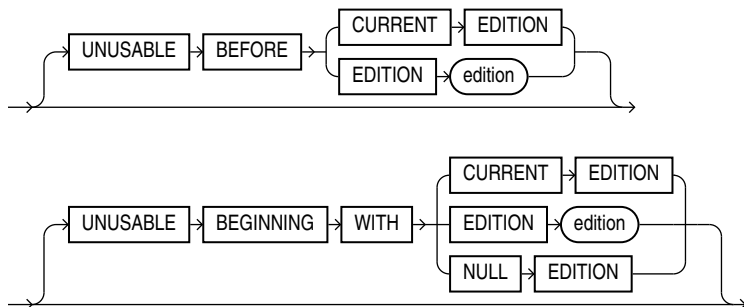 UNUSABLE BEFORE CURRENT EDITION
EDITION edition
UNUSABLE BEGINNING WITH CURRENT EDITION
EDITION edition
NULL EDITION